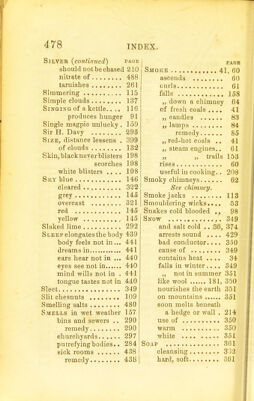 478 INDEX.
SILVER (continued) PAGE
should not be chased 210
nitrate of ........ 488
tarnishes ........ 261
Simmering .......... 115
Simple clouds ........ 137
SINGING of a kettle.... 116
produces hunger 91
Single magpie unlucky. 159
Sir H. Davy ........ 295
SIZE, distance lessens . 399
of clouds ........ 132
Skin, black never blisters 198
scorches 198
white blisters ... 198
SKY blue ............ 146
cleared .......... 322
grey ............ 145
overcast ........ 321
red ............ 145
yellow .......... 145
Slaked lime .......... 292
SLEEP elongates the body 439
body feels not in ... 441
dreams in.......... 441
ears hear not in ... 440
eyes see not in...... 440
mind wills not in . 441
tongue tastes not in 440
Sleet................ 349
Slit chesnuts ........ 109
Smelling salts ........ 480
SMELLS in wet weather 157
bins and sewers .. 290
remedy.......... 290
churchyards...... 297
putrefying bodies.. 284
sick rooms ...... 438
remedy.......... 438
PAGE
SMOKE ............ 41, 60
ascends ........ 60
curls............ 61
falls ............ 158
„ down a chimney 64
of fresh coals .... 41
„ candles ...... 83
„ lamps ........ 84
remedy...... 85
„ red-hot coals .. 41
„ steam engines.. 61
„ „ trails 153
rises ............ 60
useful in cooking.. 208
Smoky chimneys...... 62
See chimney.
Smoke jacks ........ 113
Smouldering wicks.... 53
Snakes cold blooded .. 98
SNOW .............. 349
and salt cold .. 36, 374
arrests sound .... 429
bad conductor.... 350
cause of ........ 349
contains heat .... 34
falls in winter .... 349
„ not in summer 351
like wool ...... 181, 350
nourishes the earth 351
on mountains .... 351
soon melts beneath
a hedge or wall . 214
use of .......... 350
warm .......... 350
white .......... 351
SOAP .............. 361
cleansing ........ 362
hard, soft........ 361